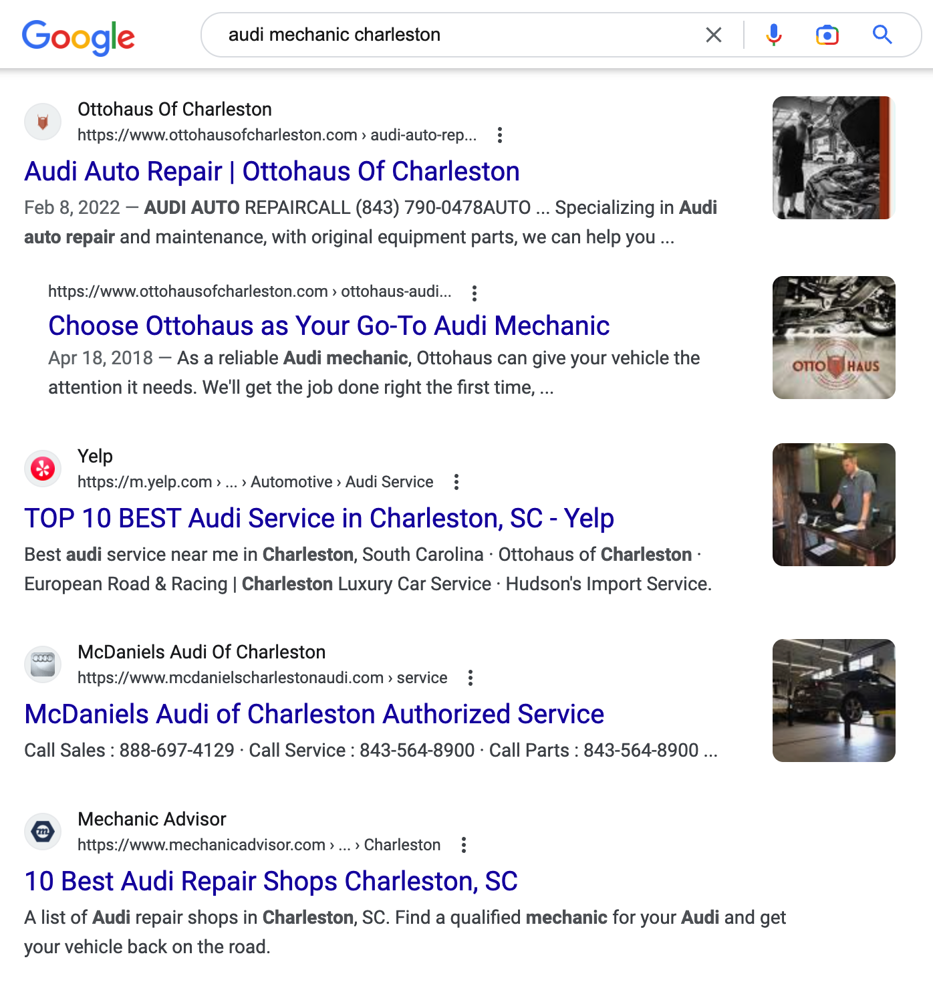 Google
audi mechanic charleston
Ottohaus Of Charleston
https://www.ottohausofcharleston.com › audi-auto-rep...
Audi Auto Repair | Ottohaus Of Charleston
Feb 8, 2022 — AUDI AUTO REPAIRCALL (843) 790-0478AUTO ... Specializing in Audi
auto repair and maintenance, with original equipment parts, we can help you ...
https://www.ottohausofcharleston.com › ottohaus-audi...
Choose Ottohaus as Your Go-To Audi Mechanic
Apr 18, 2018 — As a reliable Audi mechanic, Ottohaus can give your vehicle the
attention it needs. We'll get the job done right the first time, ...
OTTO HAUS
Yelp
https://m.yelp.com › ... › Automotive › Audi Service
TOP 10 BEST Audi Service in Charleston, SC - Yelp
Best audi service near me in Charleston, South Carolina · Ottohaus of Charleston ·
European Road & Racing | Charleston Luxury Car Service · Hudson's Import Service.
McDaniels Audi Of Charleston
https://www.mcdanielscharlestonaudi.com › service
McDaniels Audi of Charleston Authorized Service
Call Sales : 888-697-4129 · Call Service : 843-564-8900 · Call Parts : 843-564-8900 ...
m
Mechanic Advisor
https://www.mechanicadvisor.com › ... › Charleston
10 Best Audi Repair Shops Charleston, SC
A list of Audi repair shops in Charleston, SC. Find a qualified mechanic for your Audi and get
your vehicle back on the road.